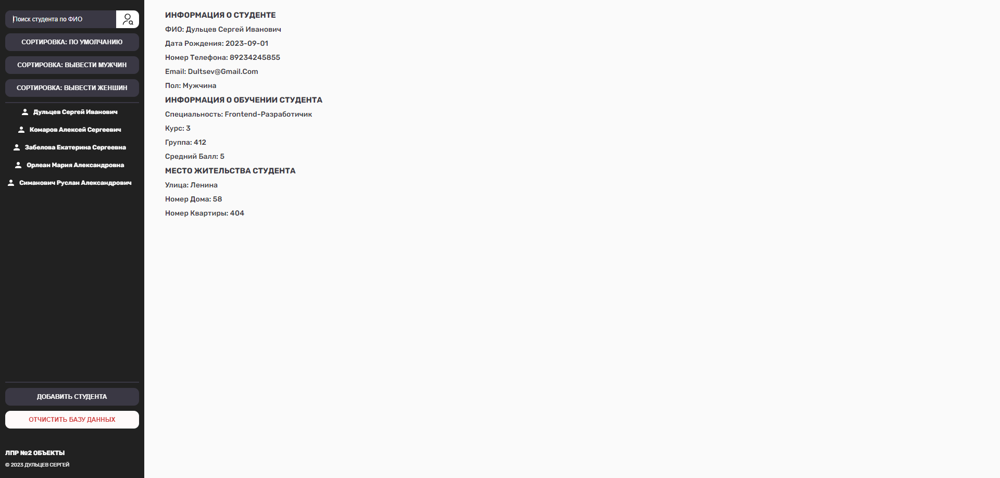 Поиск студента по ФИО
СОРТИРОВКА: ПО УМОЛЧАНИЮ
СОРТИРОВКА: ВЫВЕСТИ МУЖЧИН
СОРТИРОВКА: ВЫВЕСТИ ЖЕНШИН
Дульцев Сергей Иванович
Комаров Алексей Сергеевич
Забелова Екатерина Сергеевна
Орлеан Мария Александровна
Симанович Руслан Александрович
ДОБАВИТЬ СТУДЕНТА
ОТЧИСТИТЬ БАЗУ ДАННЫХ
ЛПР №2 ОБЪЕКТЫ
© 2023 ДУЛЬЦЕВ СЕРГЕЙ
ИНФОРМАЦИЯ О СТУДЕНТЕ
ФИО: Дульцев Сергей Иванович
Дата Рождения: 2023-09-01
Номер Телефона: 89234245855
Email: Dultsev@Gmail.Com
Пол: Мужчина
ИНФОРМАЦИЯ О ОБУЧЕНИИ СТУДЕНТА
Специальность: Frontend-Разработичик
Курс: 3
Группа: 412
Средний Балл: 5
МЕСТО ЖИТЕЛЬСТВА СТУДЕНТА
Улица: Ленина
Номер Дома: 58
Номер Квартиры: 404